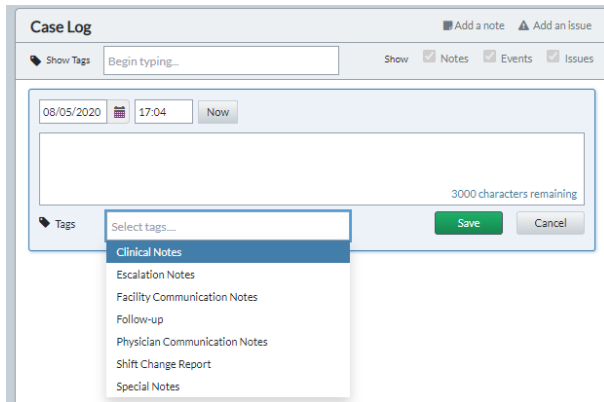 Case Log Add a note Add an issue
Show Tags Begin typing... Show Notes Events Issues
08/05/2020 17:04 Now
3000 characters remaining
Tags Select tags.... Save Cancel
Clinical Notes
Escalation Notes
Facility Communication Notes
Follow-up
Physician Communication Notes
Shift Change Report
Special Notes